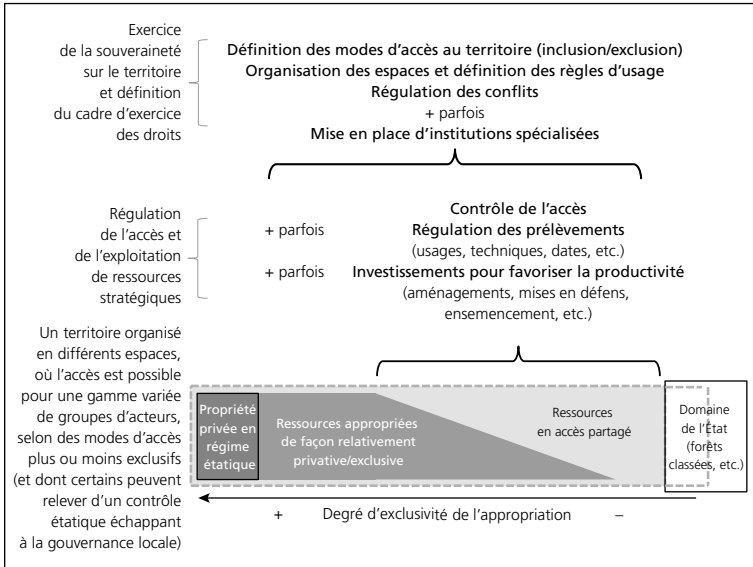 Exercice
de la souveraineté
sur le territoire
et définition
du cadre d'exercice
des droits
Définition des modes d'accès au territoire (inclusion/exclusion)
Organisation des espaces et définition des règles d'usage
Régulation des conflits
+ parfois
Mise en place d'institutions spécialisées
Régulation
de l'accès et
de l'exploitation
de ressources
stratégiques
Contrôle de l'accès
+ parfois Régulation des prélèvements
(usages, techniques, dates, etc.)
+ parfois Investissements pour favoriser la productivité
(aménagements, mises en défens,
ensemencement, etc.)
Un territoire organisé
en différents espaces,
où l'accès est possible
pour une gamme variée
de groupes d'acteurs,
selon des modes d'accès
plus ou moins exclusifs
(et dont certains peuvent
relever d'un contrôle
étatique échappant
à la gouvernance locale)
Propriété
privée en
régime
étatique
Ressources appropriées
de façon relativement
privative/exclusive
Ressources
en accès partagé
Domaine
de l'État
(forêts
classées, etc.)
+ Degré d'exclusivité de l'appropriation –